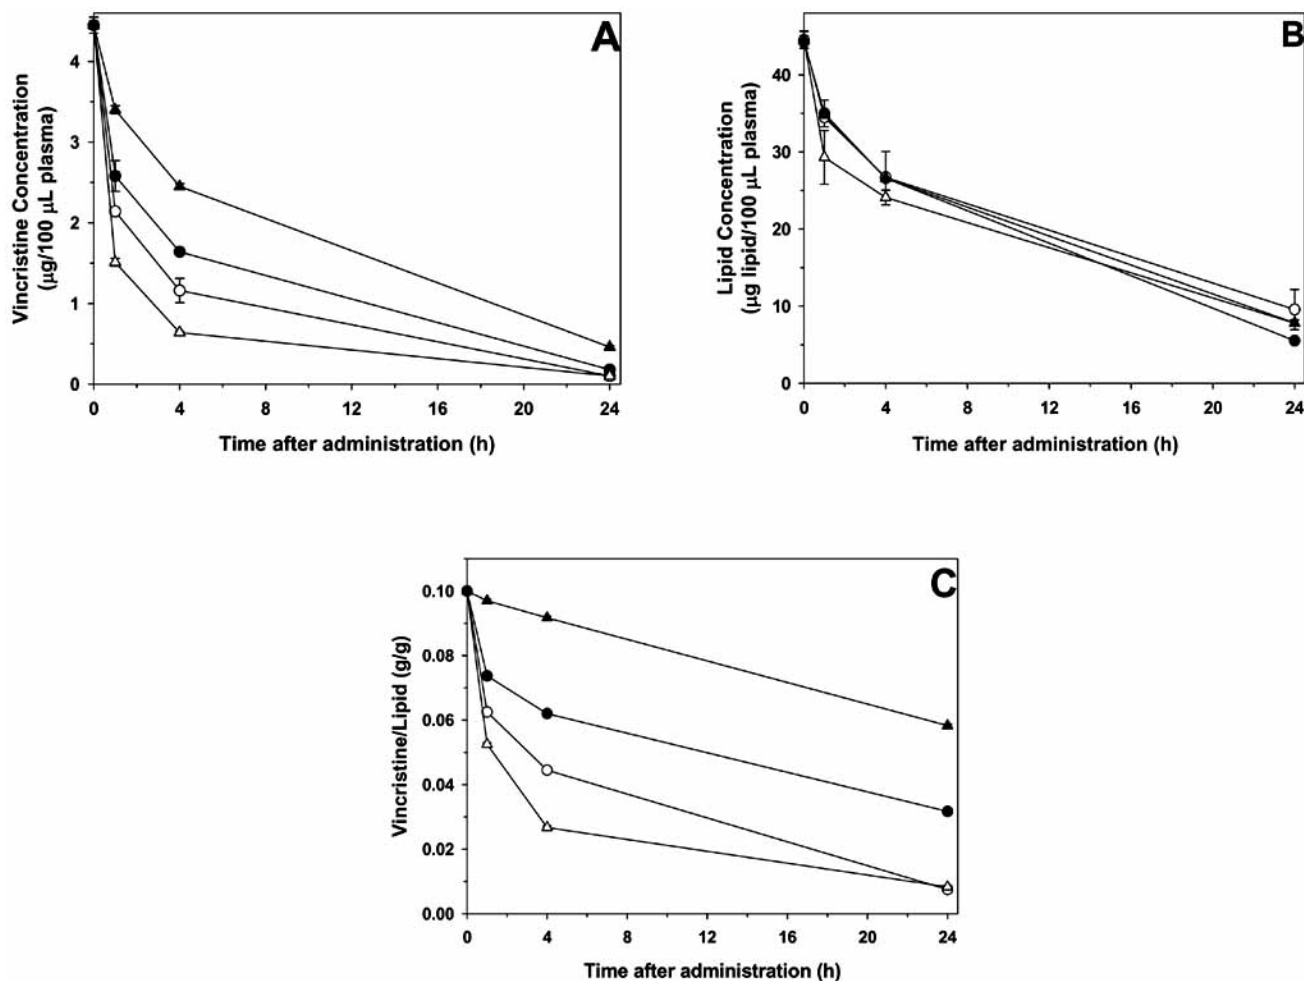 A
Vincristine Concentration
(µg/100 µL plasma)
4
3
2
1
0
0 4 8 12 16 20 24
Time after administration (h)
B
Lipid Concentration
(µg lipid/100 µL plasma)
40
30
20
10
0
0 4 8 12 16 20 24
Time after administration (h)
C
Vincristine/Lipid (g/g)
0.10
0.08
0.06
0.04
0.02
0.00
0 4 8 12 16 20 24
Time after administration (h)